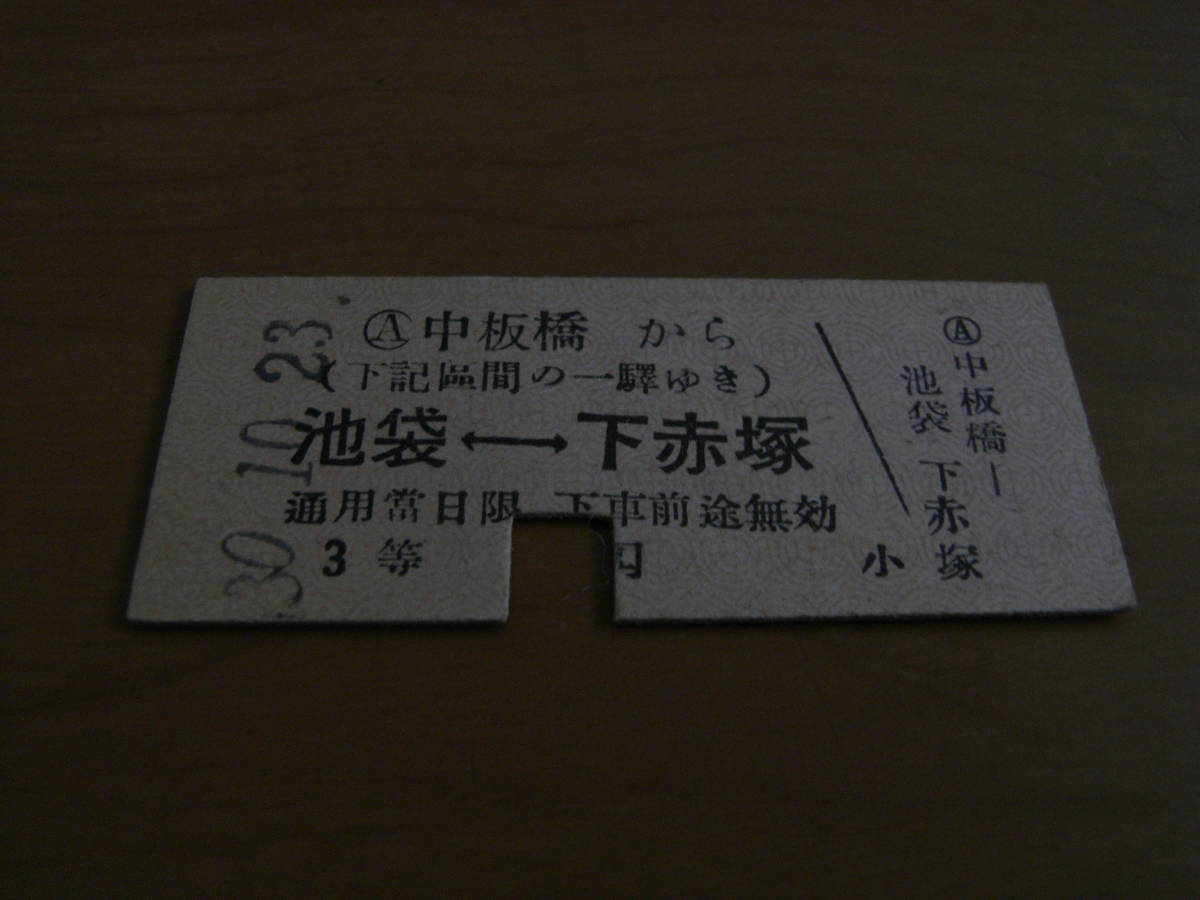 30.10.23
Ⓐ中板橋 から
(下記區間の一驛ゆき)
池袋⟷下赤塚
通用當日限 下車前途無効
3等 円 小
Ⓐ中板橋—
池袋 下赤塚